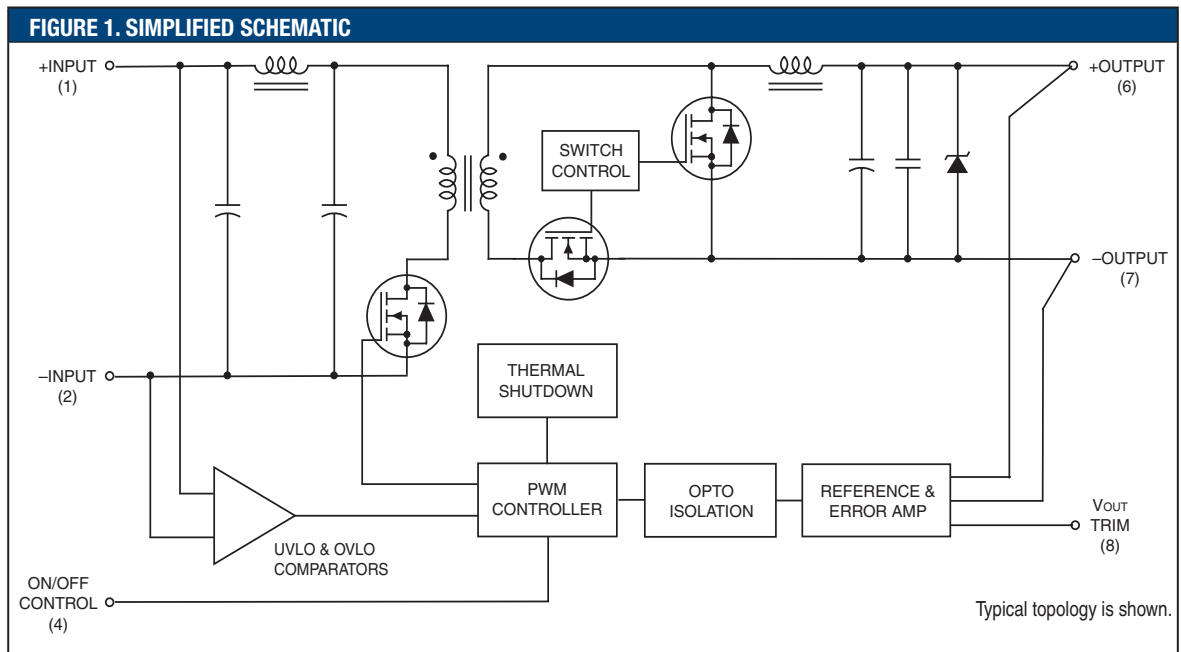 FIGURE 1. SIMPLIFIED SCHEMATIC
+INPUT
(1)
+OUTPUT
(6)
SWITCH
CONTROL
–OUTPUT
(7)
–INPUT
(2)
THERMAL
SHUTDOWN
PWM
CONTROLLER
OPTO
ISOLATION
REFERENCE &
ERROR AMP
VOUT
TRIM
(8)
UVLO & OVLO
COMPARATORS
ON/OFF
CONTROL
(4)
Typical topology is shown.